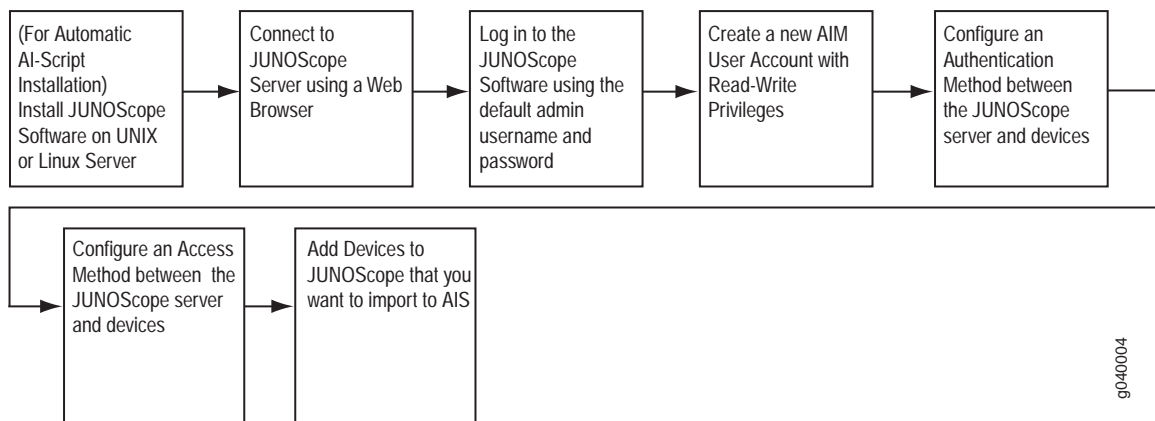 (For Automatic
AI-Script
Installation)
Install JUNOScope
Software on UNIX
or Linux Server
Connect to
JUNOScope
Server using a Web
Browser
Log in to the
JUNOScope
Software using the
default admin
username and
password
Create a new AIM
User Account with
Read-Write
Privileges
Configure an
Authentication
Method between
the JUNOScope
server and devices
Configure an Access
Method between the
JUNOScope server
and devices
Add Devices to
JUNOScope that you
want to import to AIS
g040004